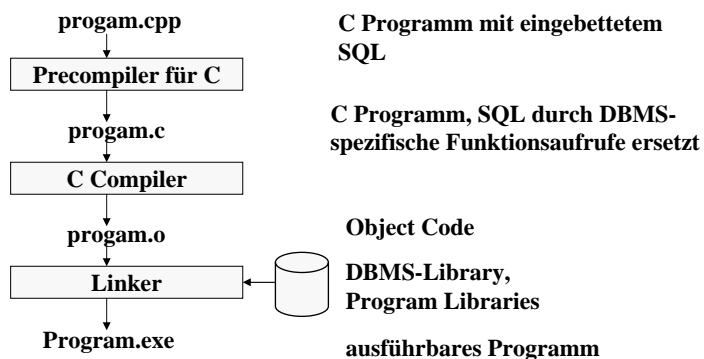 progam.cpp
C Programm mit eingebettetem
SQL
Precompiler für C
C Programm, SQL durch DBMS-
spezifische Funktionsaufrufe ersetzt
progam.c
C Compiler
progam.o
Object Code
Linker
DBMS-Library,
Program Libraries
Program.exe
ausführbares Programm